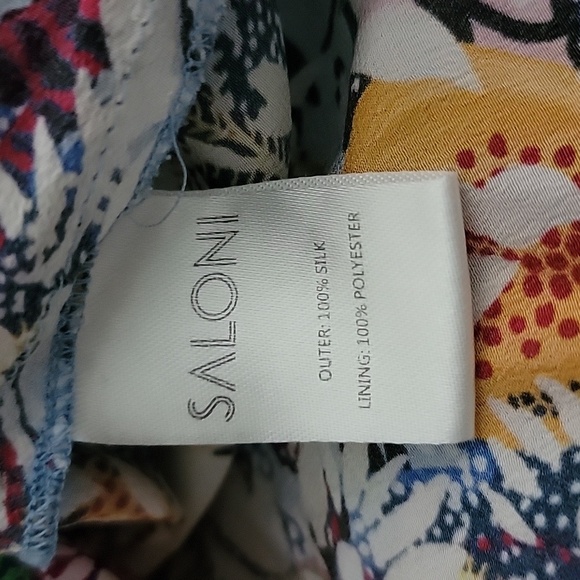 SALONI
OUTER: 100% SILK
LINING: 100% POLYESTER